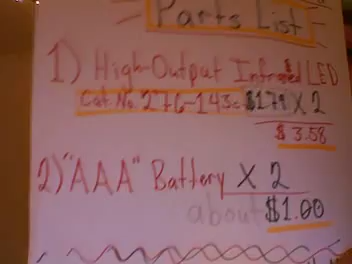 Parts List
1) High-Output Infrared LED
Cat. No. 276-143c $1.79 X 2
$ 3.58
2) "AAA" Battery X 2
about $1.00